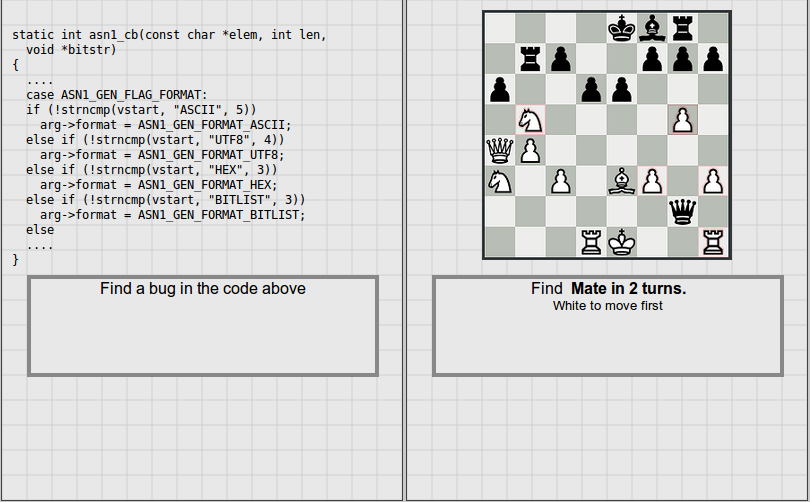 static int asn1_cb(const char *elem, int len,
void *bitstr)
{
....
case ASN1_GEN_FLAG_FORMAT:
if (!strncmp(vstart, "ASCII", 5))
arg->format = ASN1_GEN_FORMAT_ASCII;
else if (!strncmp(vstart, "UTF8", 4))
arg->format = ASN1_GEN_FORMAT_UTF8;
else if (!strncmp(vstart, "HEX", 3))
arg->format = ASN1_GEN_FORMAT_HEX;
else if (!strncmp(vstart, "BITLIST", 3))
arg->format = ASN1_GEN_FORMAT_BITLIST;
else
....
}
Find a bug in the code above
Find Mate in 2 turns.
White to move first